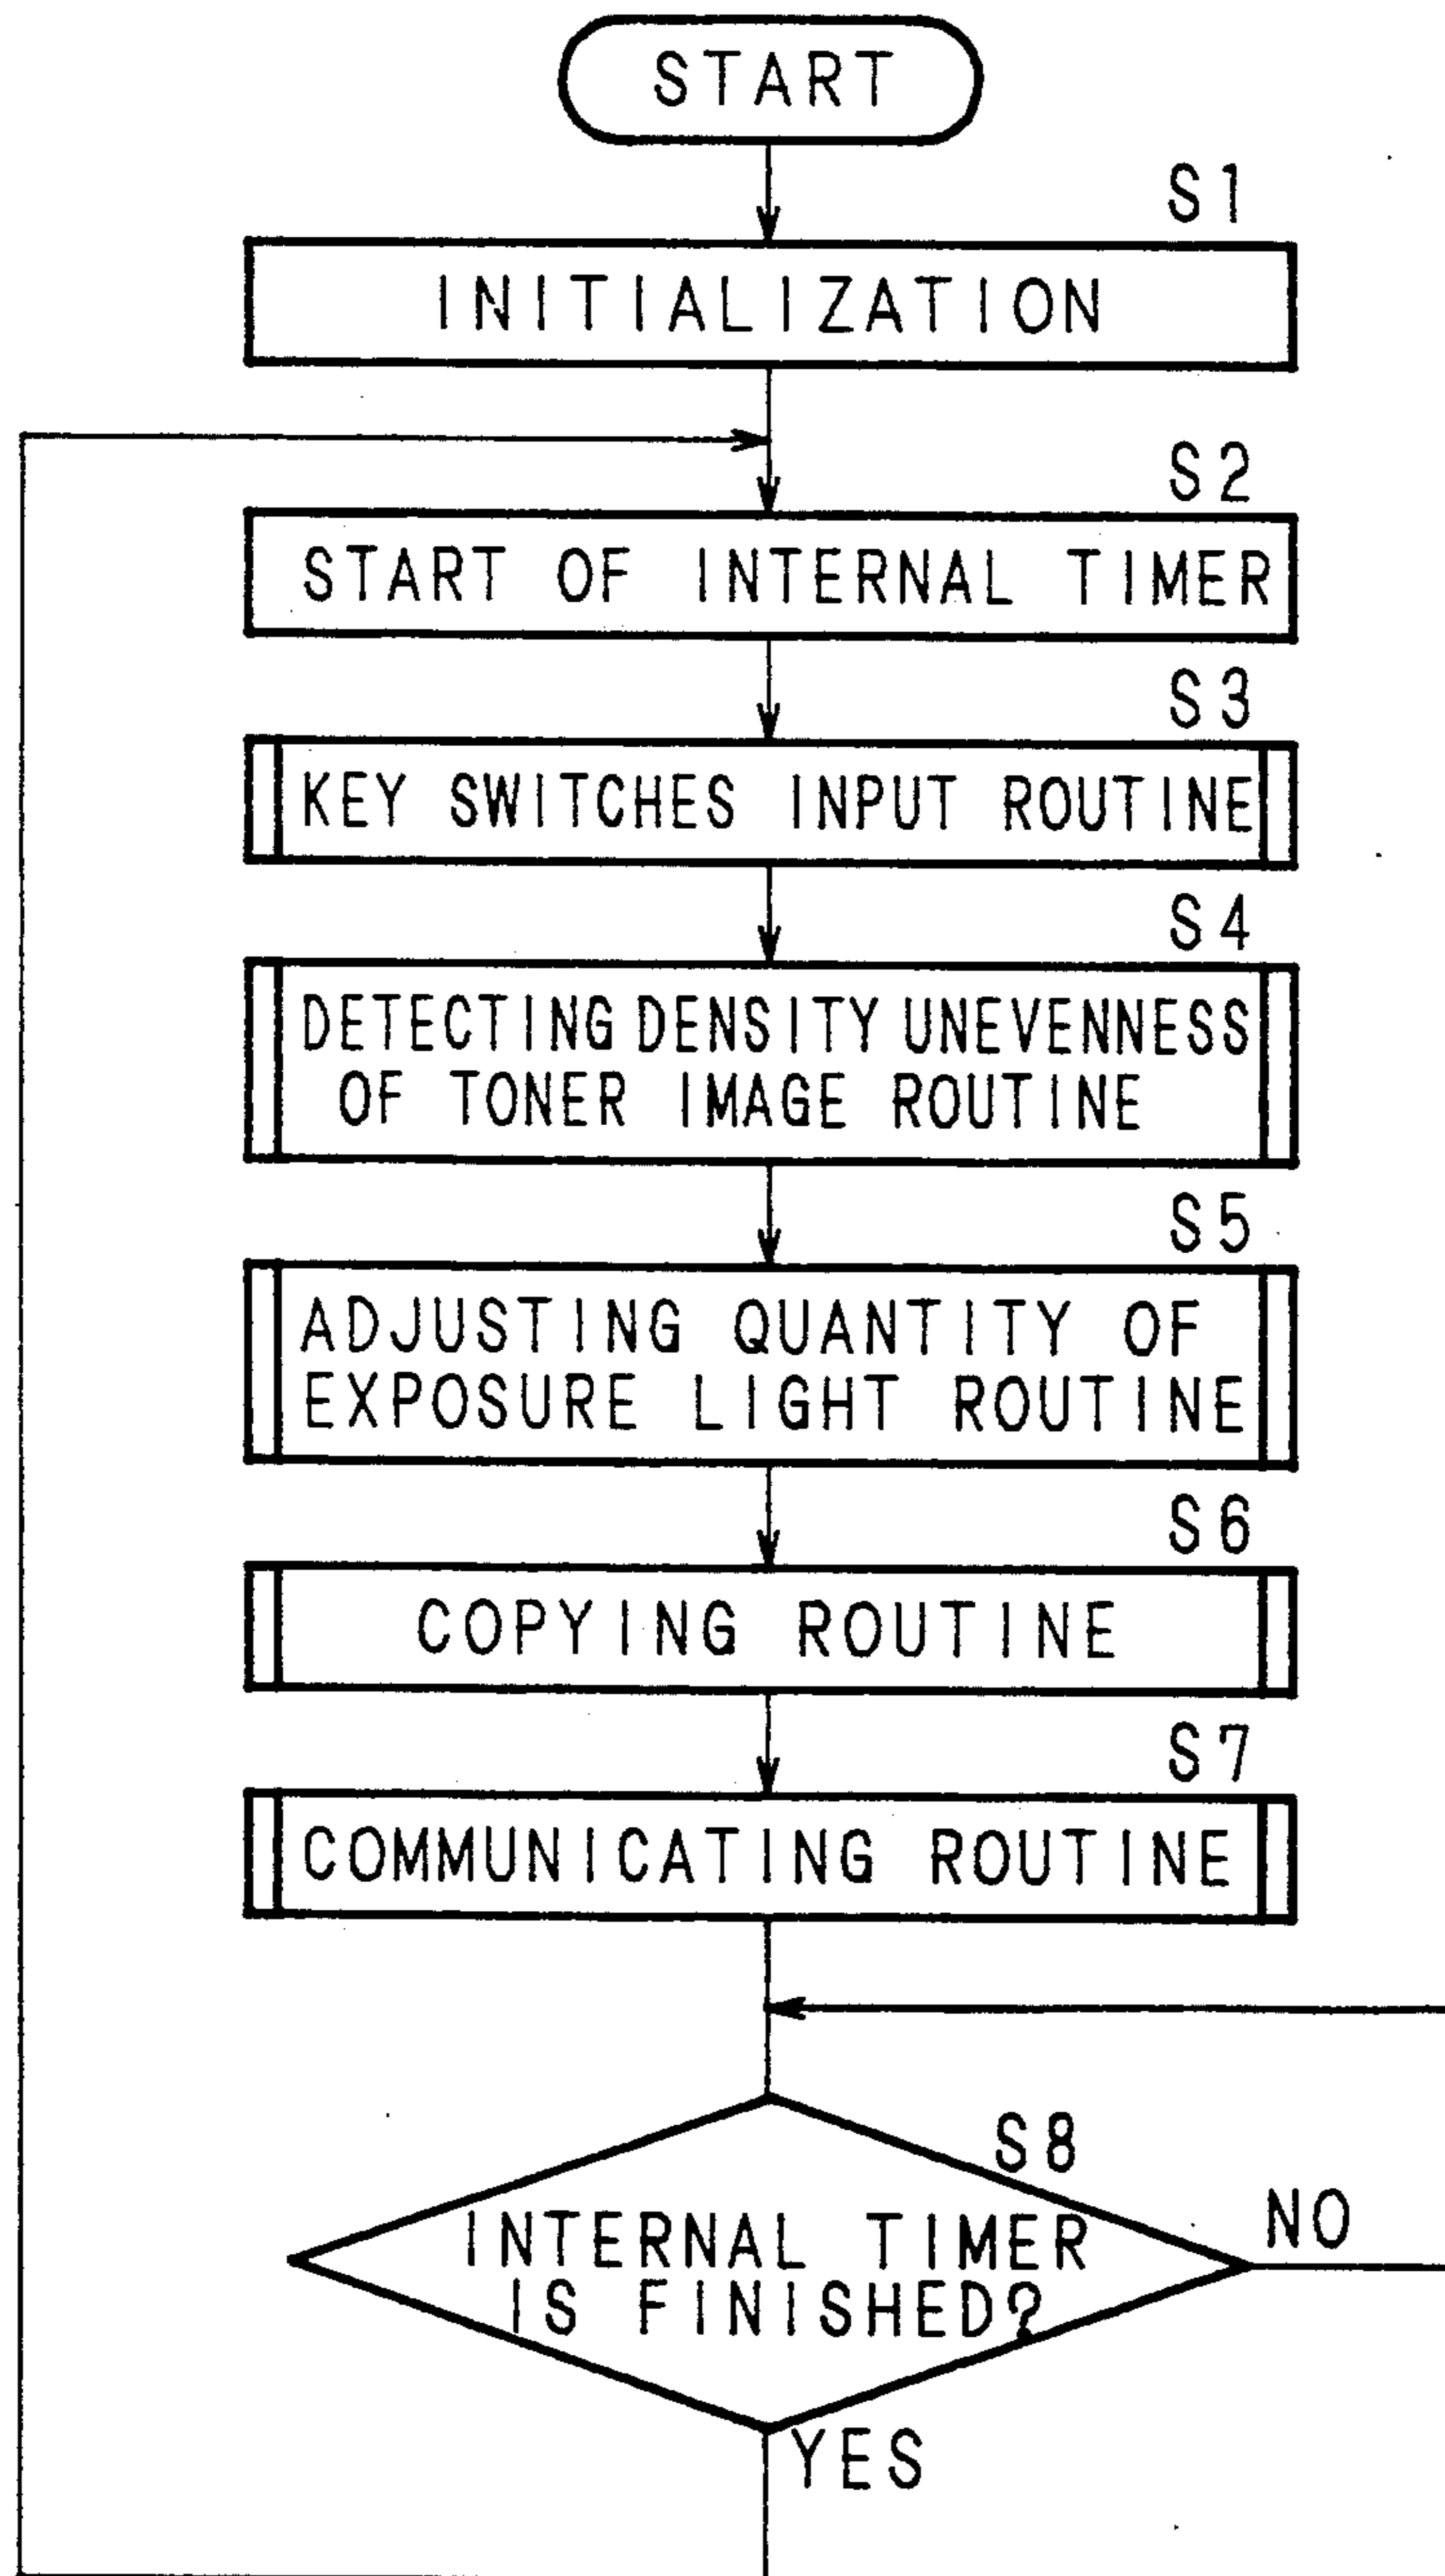 START
S1
INITIALIZATION
S2
START OF INTERNAL TIMER
S3
KEY SWITCHES INPUT ROUTINE
S4
DETECTING DENSITY UNEVENNESS
OF TONER IMAGE ROUTINE
S5
ADJUSTING QUANTITY OF
EXPOSURE LIGHT ROUTINE
S6
COPYING ROUTINE
S7
COMMUNICATING ROUTINE
S8
INTERNAL TIMER
IS FINISHED?
NO
YES